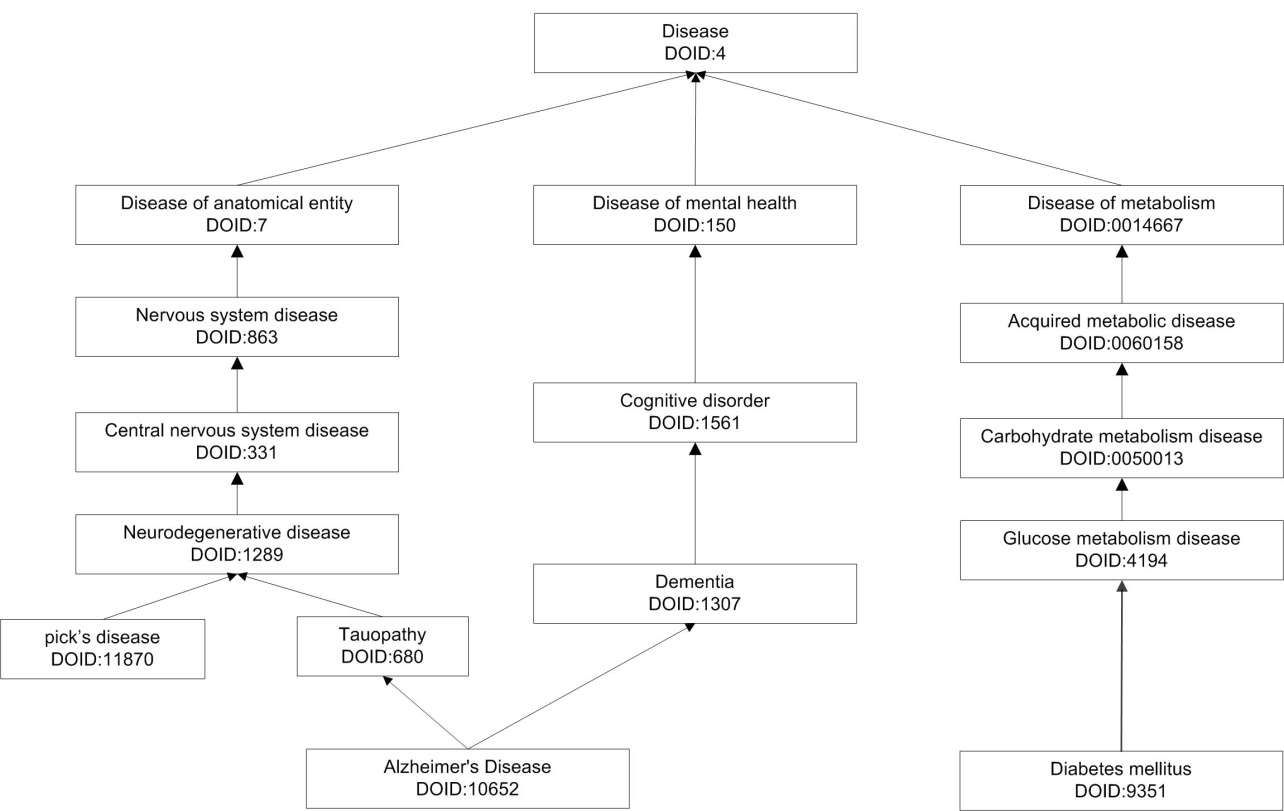 Disease
DOID:4
Disease of anatomical entity
DOID:7
Disease of mental health
DOID:150
Disease of metabolism
DOID:0014667
Nervous system disease
DOID:863
Acquired metabolic disease
DOID:0060158
Cognitive disorder
DOID:1561
Central nervous system disease
DOID:331
Carbohydrate metabolism disease
DOID:0050013
Neurodegenerative disease
DOID:1289
Glucose metabolism disease
DOID:4194
Dementia
DOID:1307
pick's disease
DOID:11870
Tauopathy
DOID:680
Alzheimer's Disease
DOID:10652
Diabetes mellitus
DOID:9351